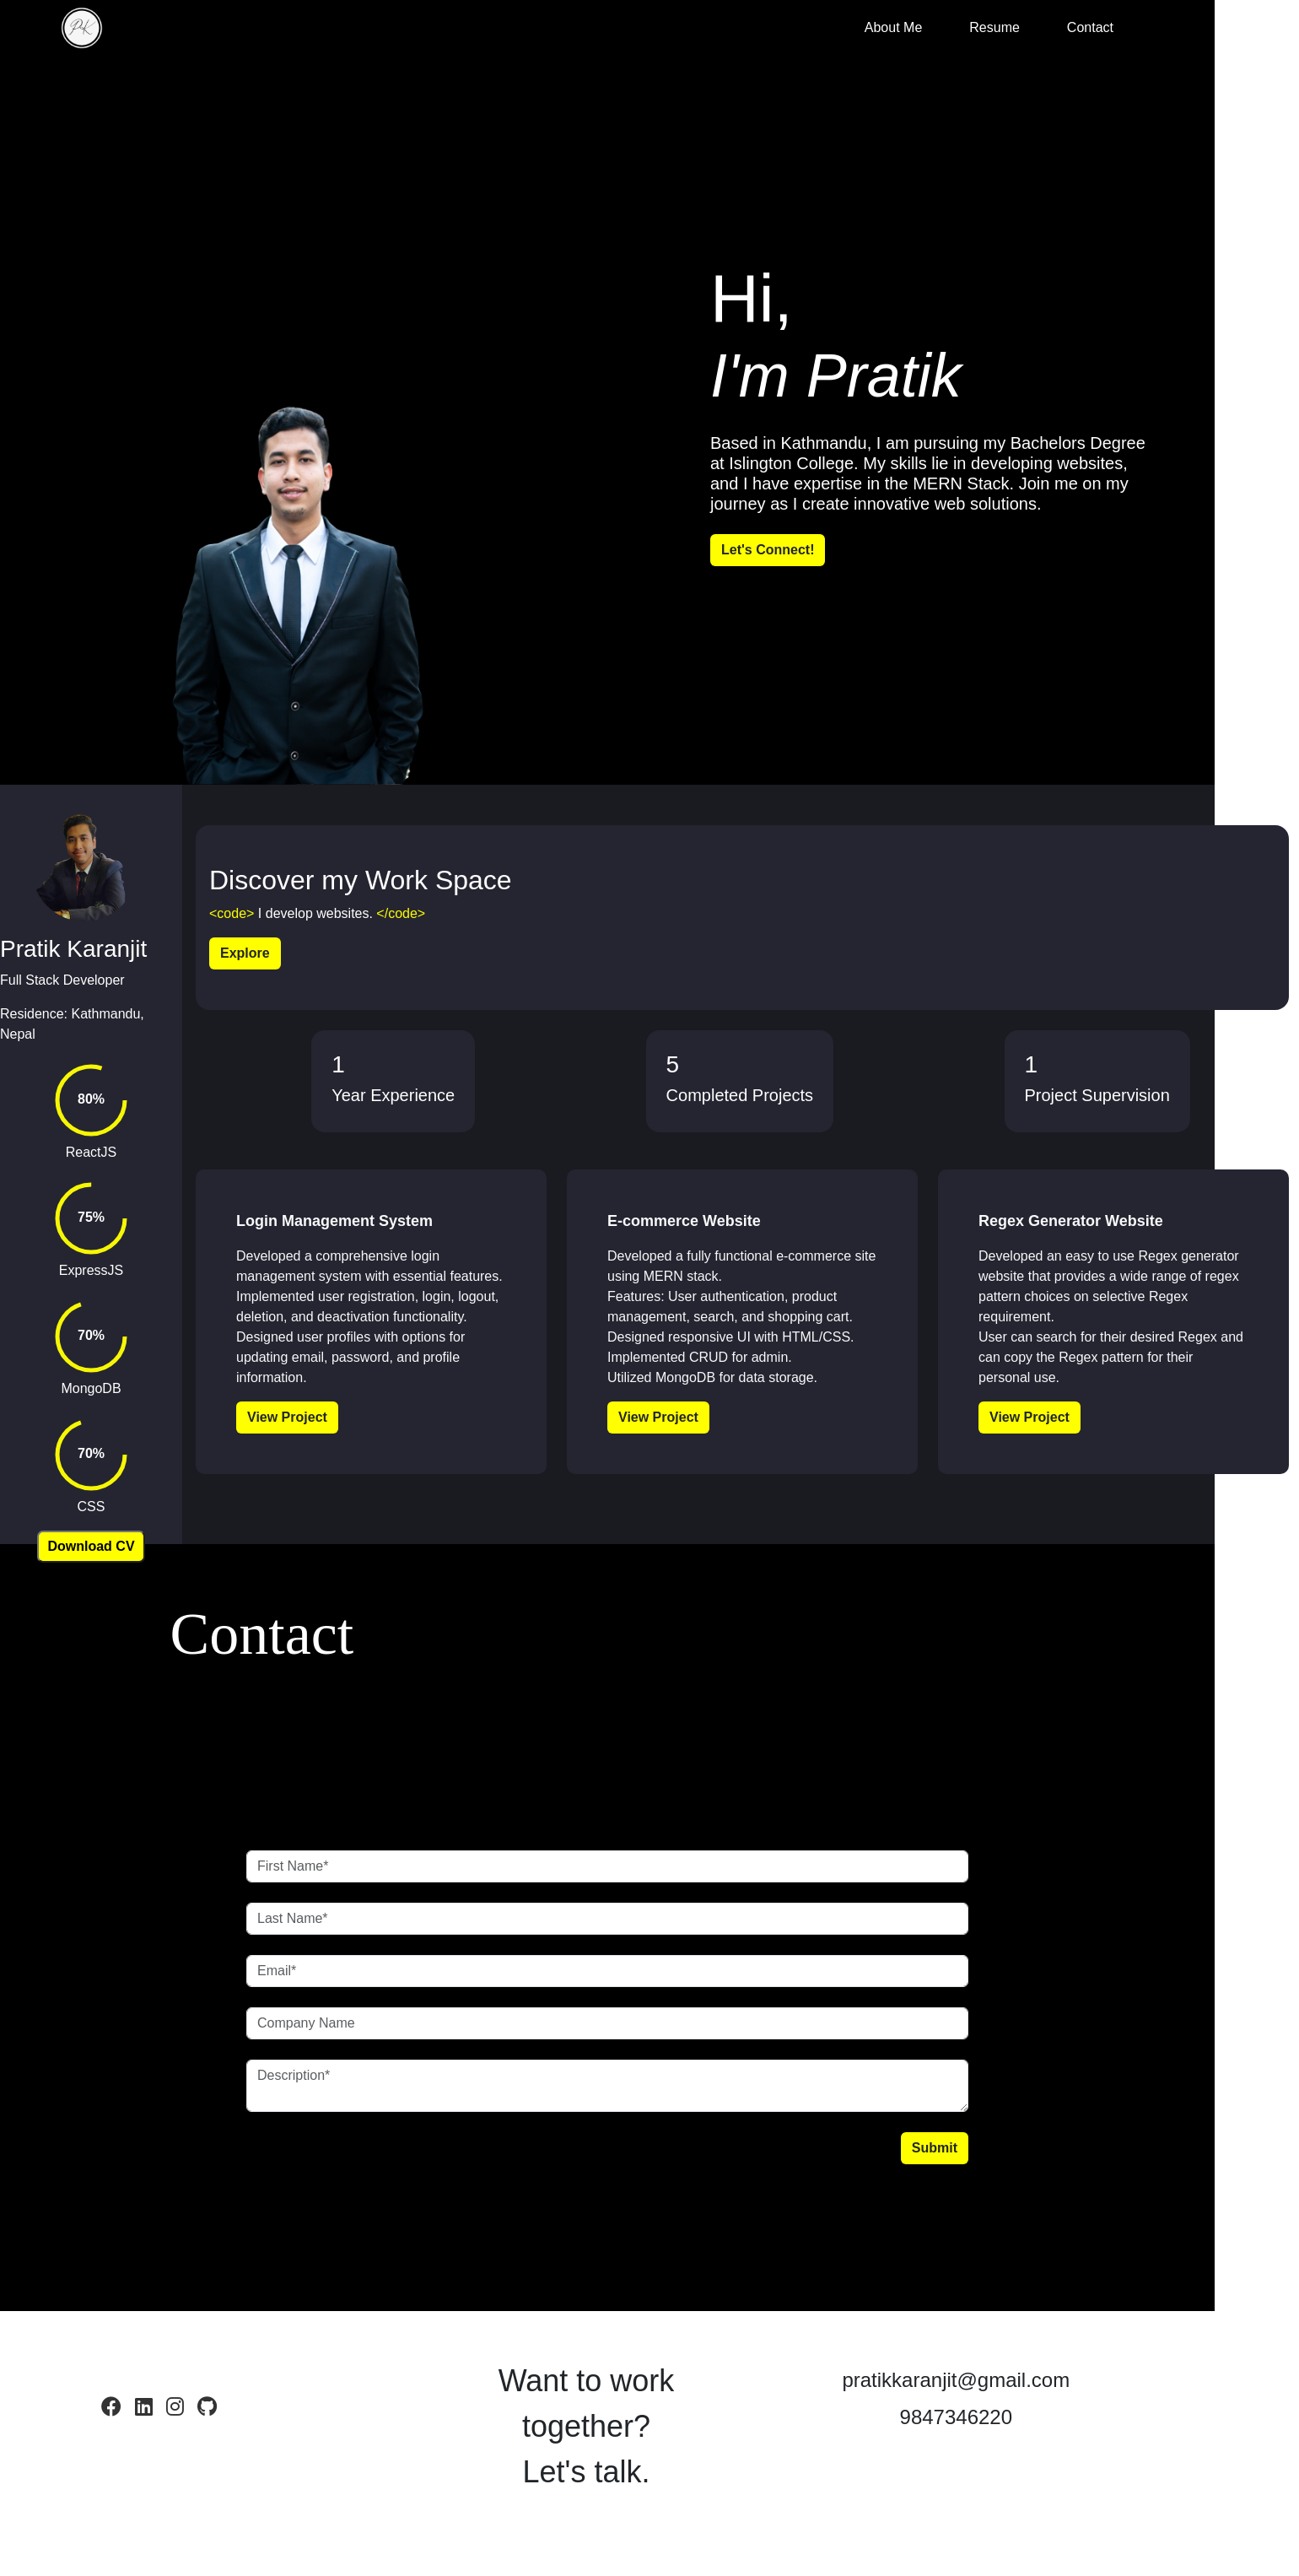 PK
About Me
Resume
Contact
Hi,
I'm Pratik
Based in Kathmandu, I am pursuing my Bachelors Degree
at Islington College. My skills lie in developing websites,
and I have expertise in the MERN Stack. Join me on my
journey as I create innovative web solutions.
Let's Connect!
Pratik Karanjit
Full Stack Developer
Residence: Kathmandu,
Nepal
80%
ReactJS
75%
ExpressJS
70%
MongoDB
70%
CSS
Download CV
Discover my Work Space
<code> I develop websites. </code>
Explore
1
Year Experience
5
Completed Projects
1
Project Supervision
Login Management System
Developed a comprehensive login
management system with essential features.
Implemented user registration, login, logout,
deletion, and deactivation functionality.
Designed user profiles with options for
updating email, password, and profile
information.
View Project
E-commerce Website
Developed a fully functional e-commerce site
using MERN stack.
Features: User authentication, product
management, search, and shopping cart.
Designed responsive UI with HTML/CSS.
Implemented CRUD for admin.
Utilized MongoDB for data storage.
View Project
Regex Generator Website
Developed an easy to use Regex generator
website that provides a wide range of regex
pattern choices on selective Regex
requirement.
User can search for their desired Regex and
can copy the Regex pattern for their
personal use.
View Project
Contact
First Name*
Last Name*
Email*
Company Name
Description*
Submit
Want to work
together?
Let's talk.
pratikkaranjit@gmail.com
9847346220